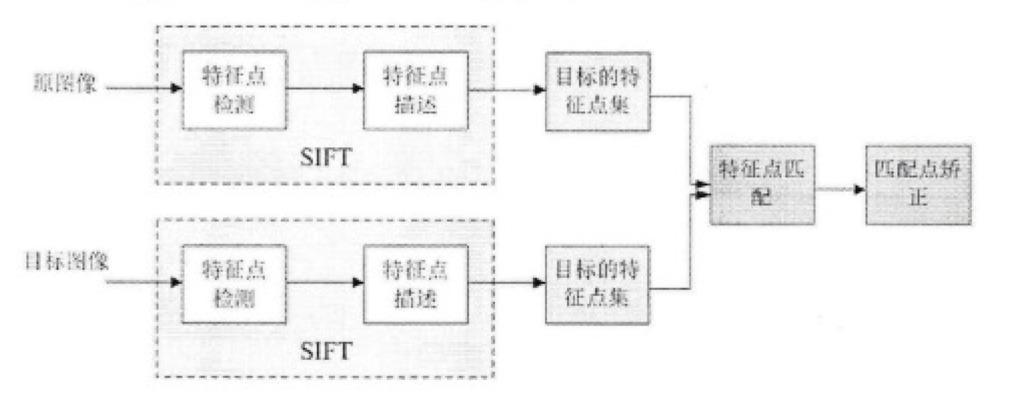 原图像
特征点
检测
特征点
描述
SIFT
目标的特
征点集
特征点匹
配
匹配点矫
正
目标图像
特征点
检测
特征点
描述
SIFT
目标的特
征点集